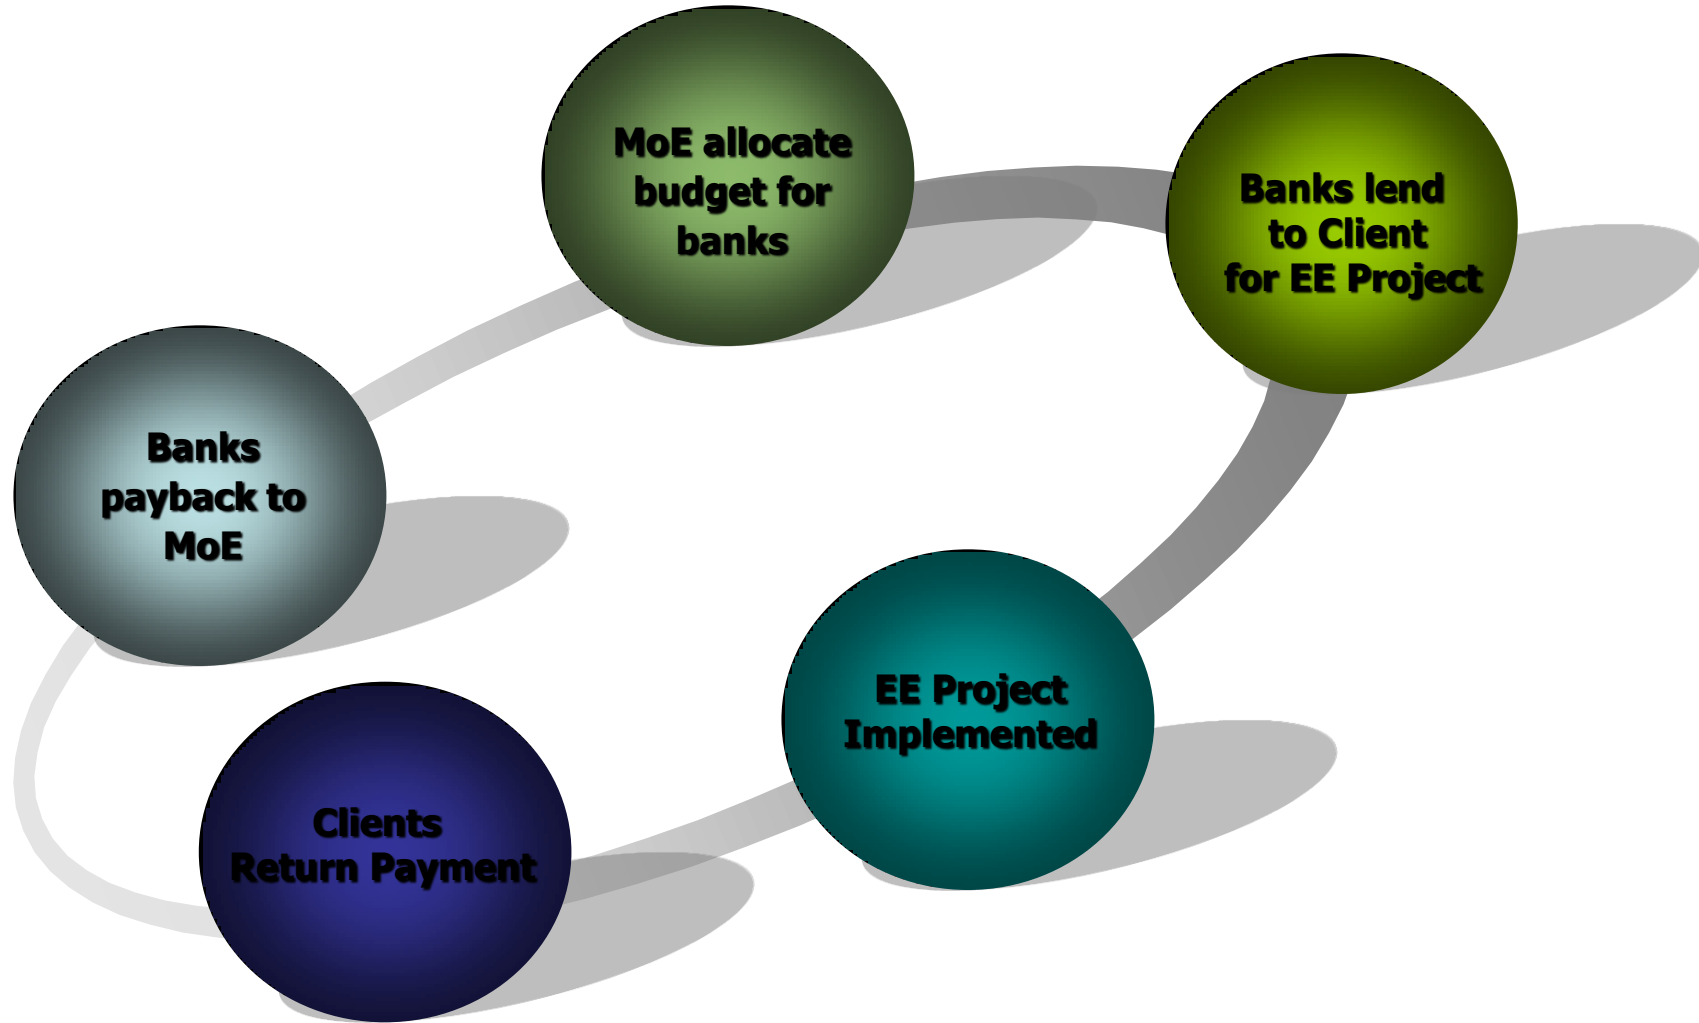 MoE allocate
budget for
banks
Banks lend
to Client
for EE Project
EE Project
Implemented
Clients
Return Payment
Banks
payback to
MoE